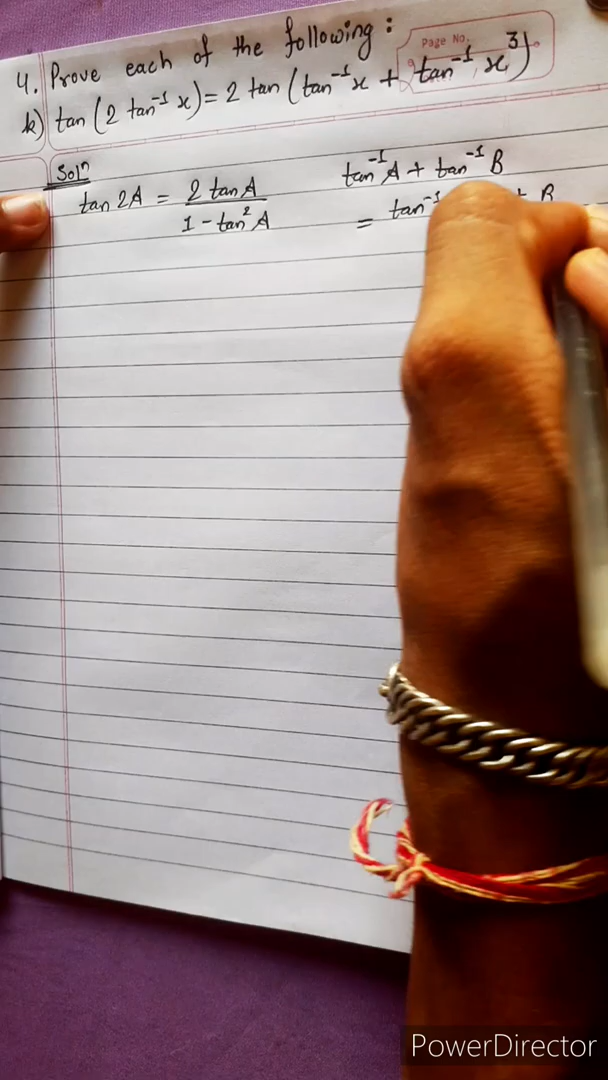 4. Prove each of the following:
Page No.
k) tan (2 tan⁻¹ x) = 2 tan (tan⁻¹ x + tan⁻¹ x³)
Solⁿ
tan 2A = 2 tan A / 1 - tan² A
tan⁻¹ A + tan⁻¹ B
= tan⁻¹ + B
PowerDirector